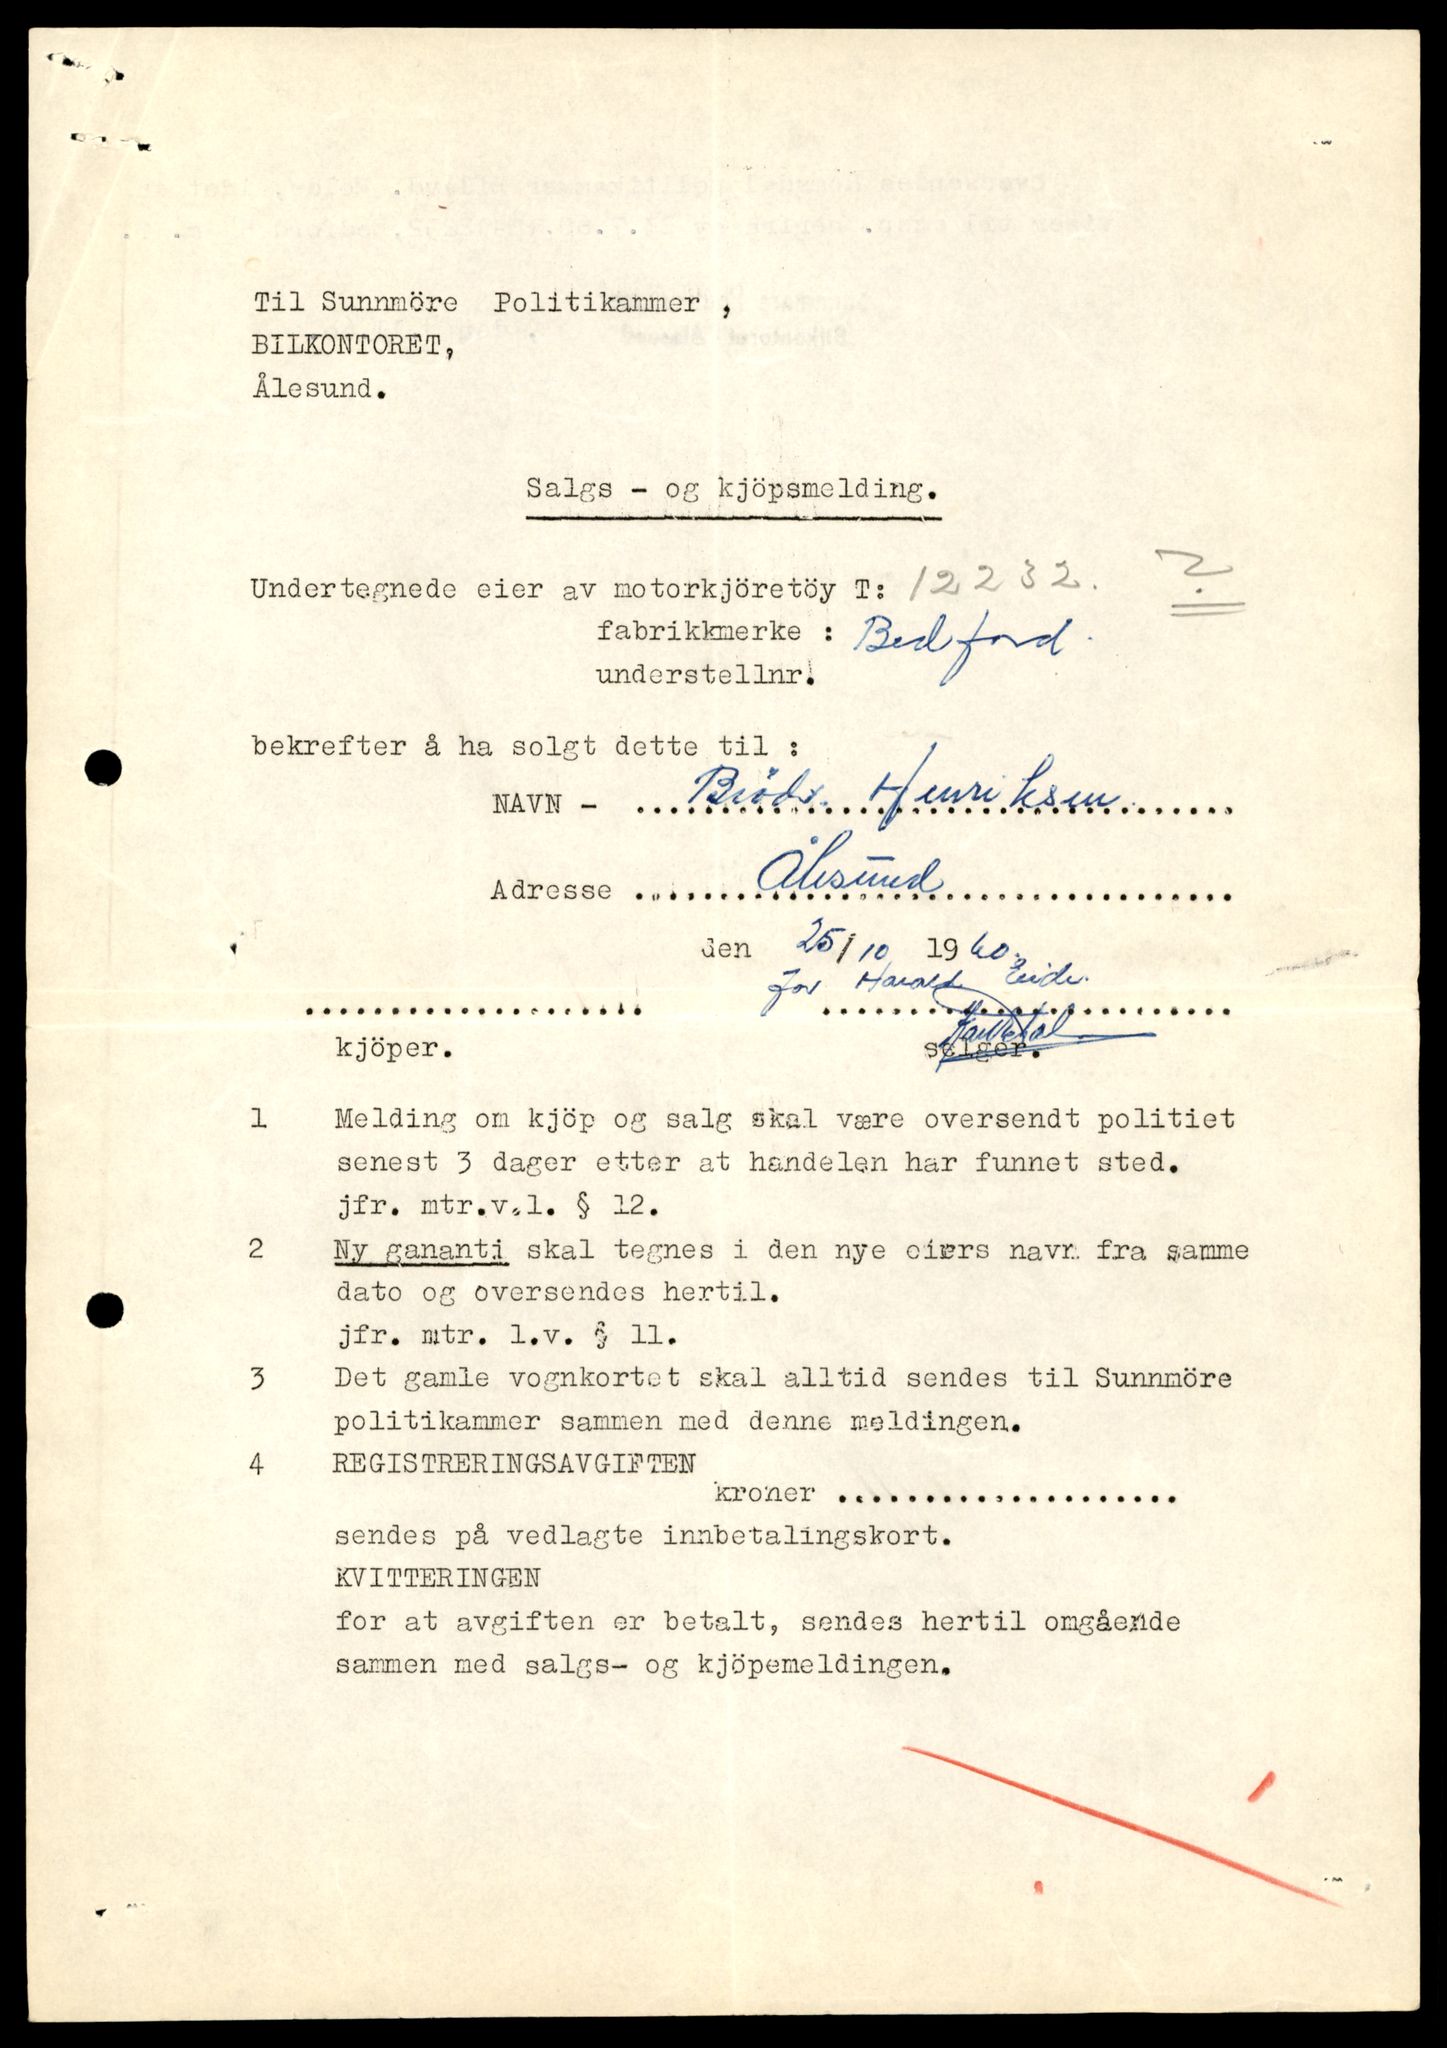 Til Sunnmöre Politikammer ,
BILKONTORET,
Ålesund.
Salgs - og kjöpsmelding.
Undertegnede eier av motorkjöretöy T: 12232. ?
fabrikkmerke : Bedford.
understellnr.
bekrefter å ha solgt dette til :
NAVN - Brödr. Henriksen.
Adresse Ålesund
den 25/10 1960.
for Harald Eide.
kjöper. selger.
1 Melding om kjöp og salg skal være oversendt politiet
senest 3 dager etter at handelen har funnet sted.
jfr. mtr.v.l. § 12.
2 Ny gananti skal tegnes i den nye eiers navn fra samme
dato og oversendes hertil.
jfr. mtr. l.v. § 11.
3 Det gamle vognkortet skal alltid sendes til Sunnmöre
politikammer sammen med denne meldingen.
4 REGISTRERINGSAVGIFTEN
kroner ....................
sendes på vedlagte innbetalingskort.
KVITTERINGEN
for at avgiften er betalt, sendes hertil omgående
sammen med salgs- og kjöpemeldingen.